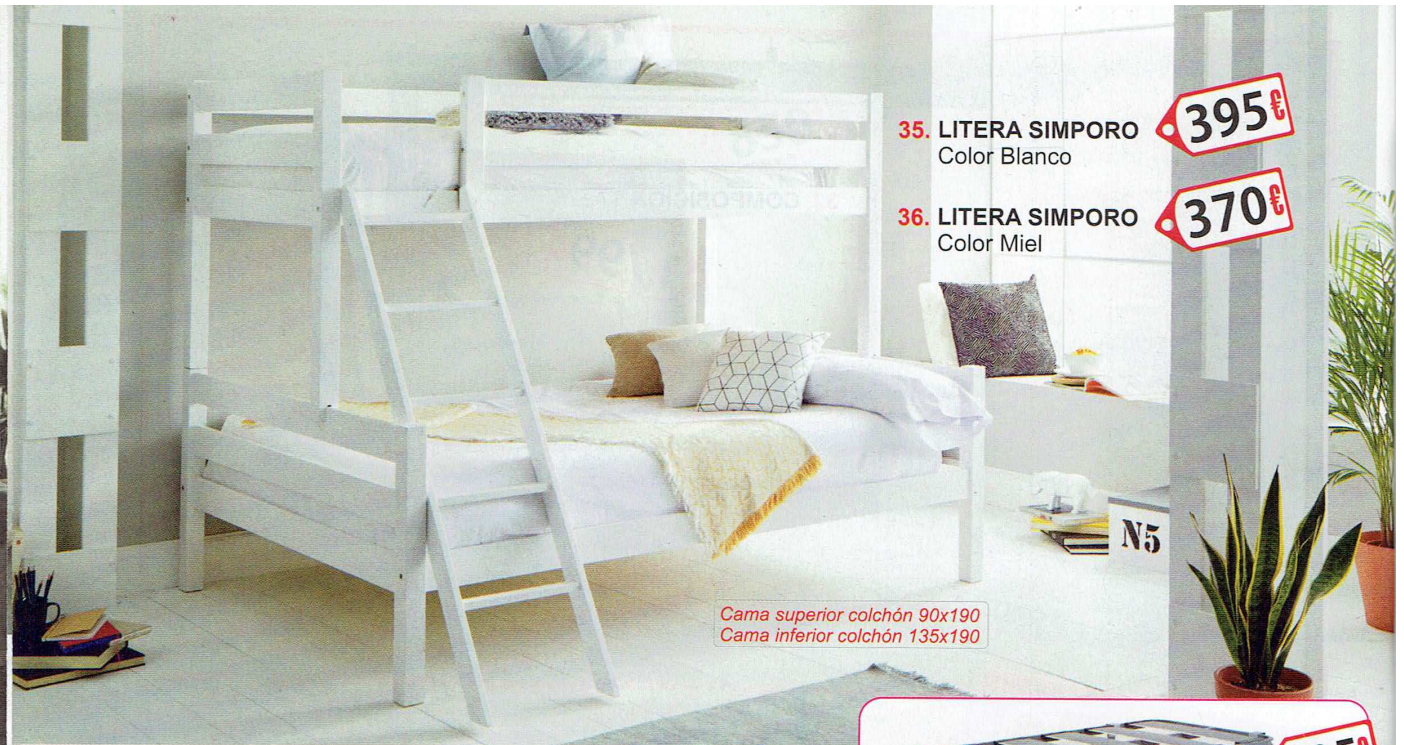 35. LITERA SIMPORO 395€
Color Blanco
36. LITERA SIMPORO 370€
Color Miel
N5
Cama superior colchón 90x190
Cama inferior colchón 135x190